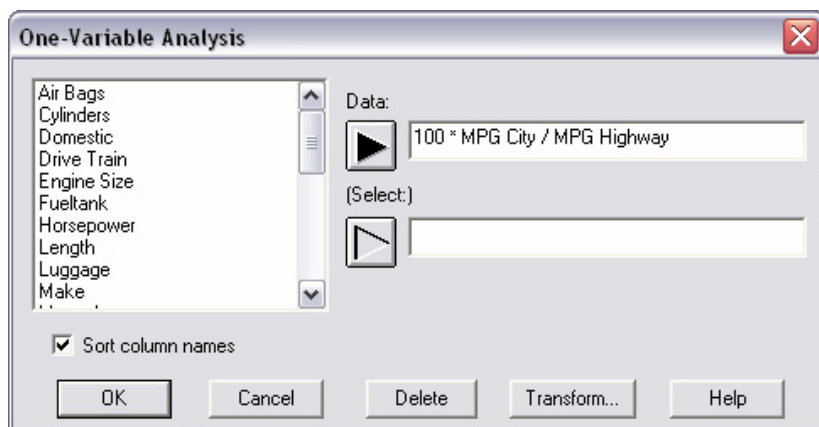 One-Variable Analysis
Air Bags
Cylinders
Domestic
Drive Train
Engine Size
Fueltank
Horsepower
Length
Luggage
Make
Data:
100 * MPG City / MPG Highway
(Select:)
Sort column names
OK
Cancel
Delete
Transform...
Help